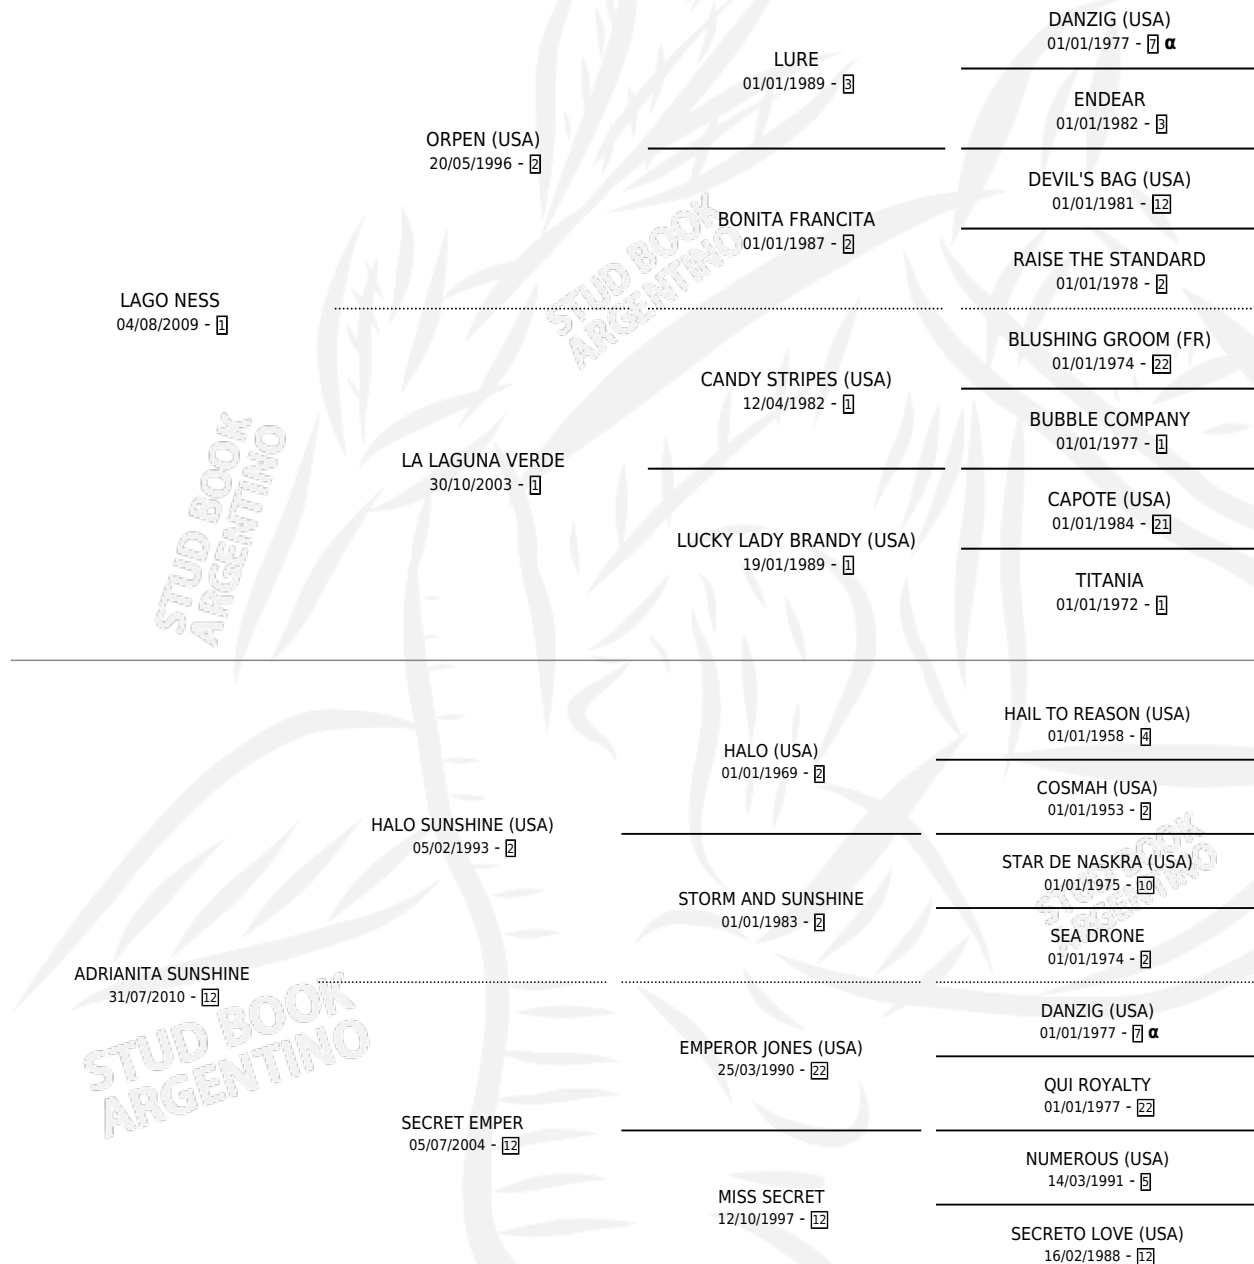 DANZIG (USA)
01/01/1977 - 7 α
LURE
01/01/1989 - 3
ENDEAR
01/01/1982 - 3
ORPEN (USA)
20/05/1996 - 2
DEVIL'S BAG (USA)
01/01/1981 - 12
BONITA FRANCITA
01/01/1987 - 2
RAISE THE STANDARD
01/01/1978 - 2
LAGO NESS
04/08/2009 - 1
BLUSHING GROOM (FR)
01/01/1974 - 22
CANDY STRIPES (USA)
12/04/1982 - 1
BUBBLE COMPANY
01/01/1977 - 1
LA LAGUNA VERDE
30/10/2003 - 1
CAPOTE (USA)
01/01/1984 - 21
LUCKY LADY BRANDY (USA)
19/01/1989 - 1
TITANIA
01/01/1972 - 1
HAIL TO REASON (USA)
01/01/1958 - 4
HALO (USA)
01/01/1969 - 2
COSMAH (USA)
01/01/1953 - 2
HALO SUNSHINE (USA)
05/02/1993 - 2
STAR DE NASKRA (USA)
01/01/1975 - 10
STORM AND SUNSHINE
01/01/1983 - 2
SEA DRONE
01/01/1974 - 2
ADRIANITA SUNSHINE
31/07/2010 - 12
DANZIG (USA)
01/01/1977 - 7 α
EMPEROR JONES (USA)
25/03/1990 - 22
QUI ROYALTY
01/01/1977 - 22
SECRET EMPER
05/07/2004 - 12
NUMEROUS (USA)
14/03/1991 - 5
MISS SECRET
12/10/1997 - 12
SECRETO LOVE (USA)
16/02/1988 - 12
STUD BOOK
ARGENTINO
STUD BOOK
ARGENTINO
STUD BOOK
ARGENTINO
STUD BOOK
ARGENTINO